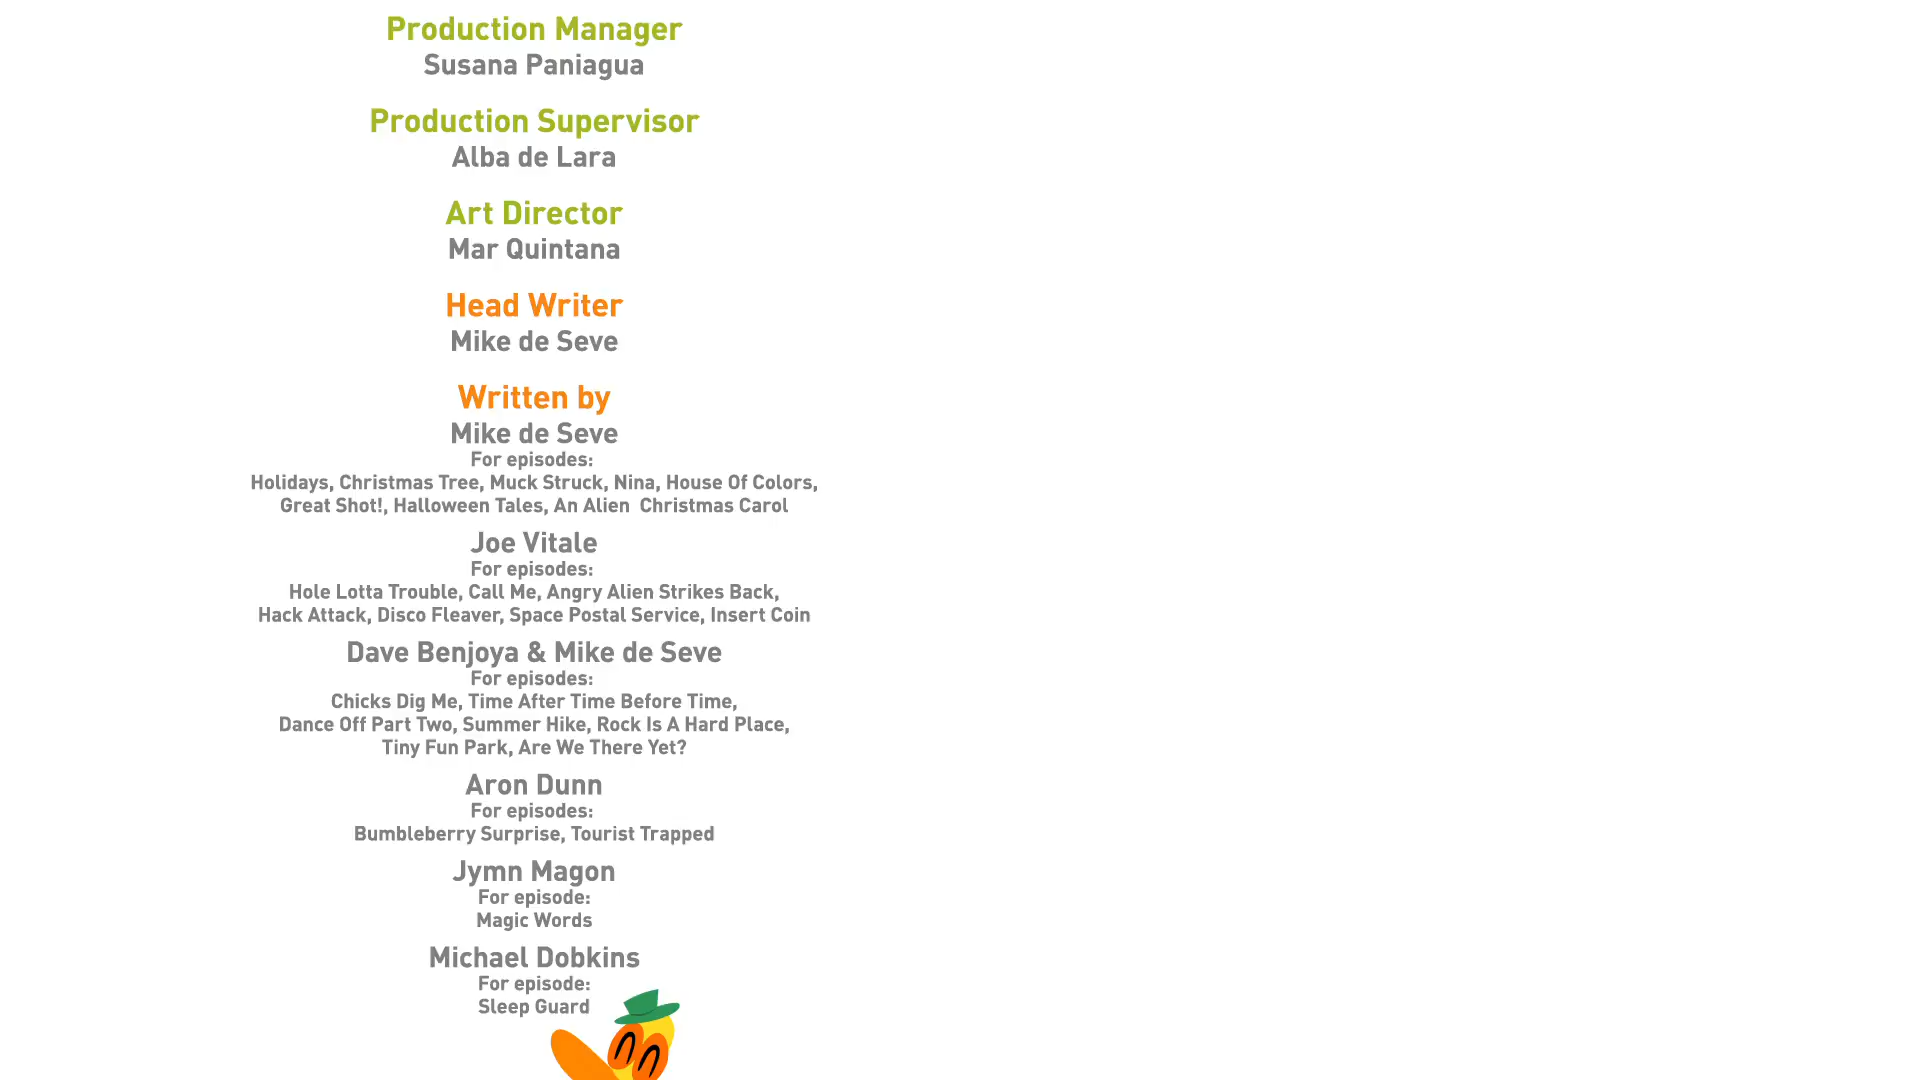 Production Manager
Susana Paniagua
Production Supervisor
Alba de Lara
Art Director
Mar Quintana
Head Writer
Mike de Seve
Written by
Mike de Seve
For episodes:
Holidays, Christmas Tree, Muck Struck, Nina, House Of Colors,
Great Shot!, Halloween Tales, An Alien  Christmas Carol
Joe Vitale
For episodes:
Hole Lotta Trouble, Call Me, Angry Alien Strikes Back,
Hack Attack, Disco Fleaver, Space Postal Service, Insert Coin
Dave Benjoya & Mike de Seve
For episodes:
Chicks Dig Me, Time After Time Before Time,
Dance Off Part Two, Summer Hike, Rock Is A Hard Place,
Tiny Fun Park, Are We There Yet?
Aron Dunn
For episodes:
Bumbleberry Surprise, Tourist Trapped
Jymn Magon
For episode:
Magic Words
Michael Dobkins
For episode:
Sleep Guard